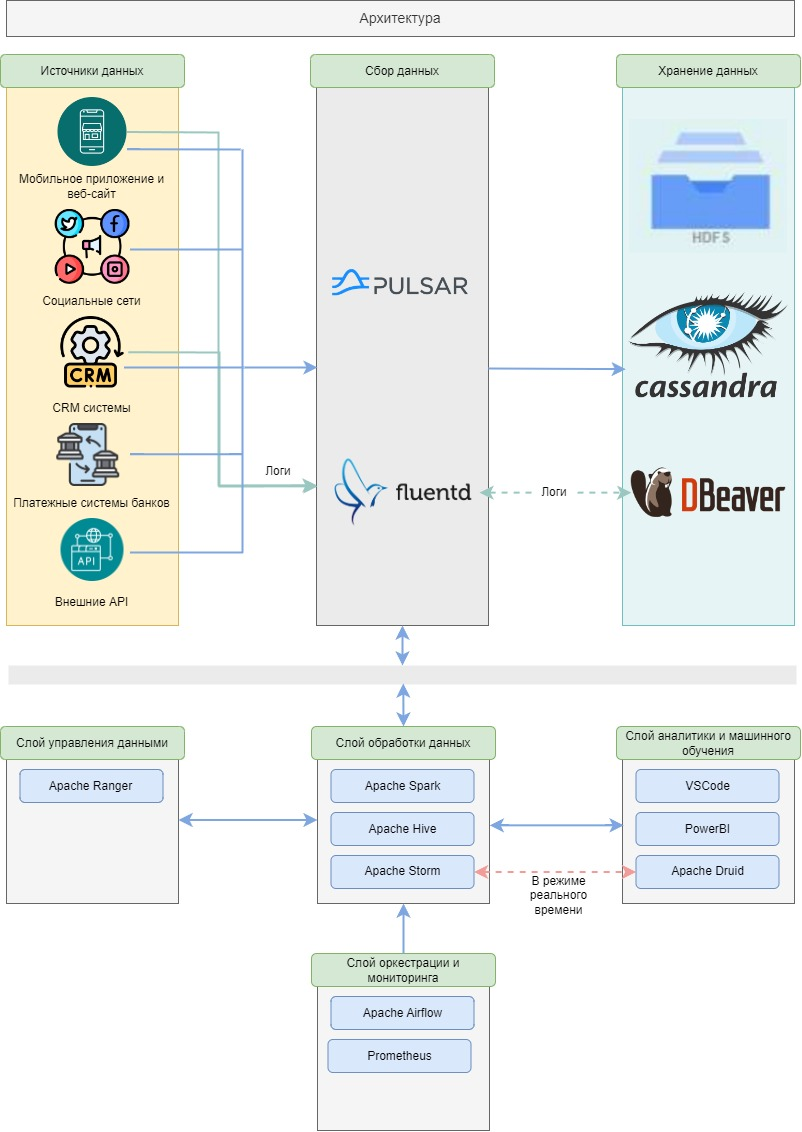 Архитектура
Источники данных
Сбор данных
Хранение данных
Мобильное приложение и
веб-сайт
HDFS
Социальные сети
PULSAR
CRM
cassandra
CRM системы
Платежные системы банков
Логи
fluentd
Логи
DBeaver
API
Внешние API
Слой управления данными
Слой обработки данных
Слой аналитики и машинного
обучения
Apache Ranger
Apache Spark
VSCode
Apache Hive
PowerBI
Apache Storm
Apache Druid
В режиме
реального
времени
Слой оркестрации и
мониторинга
Apache Airflow
Prometheus